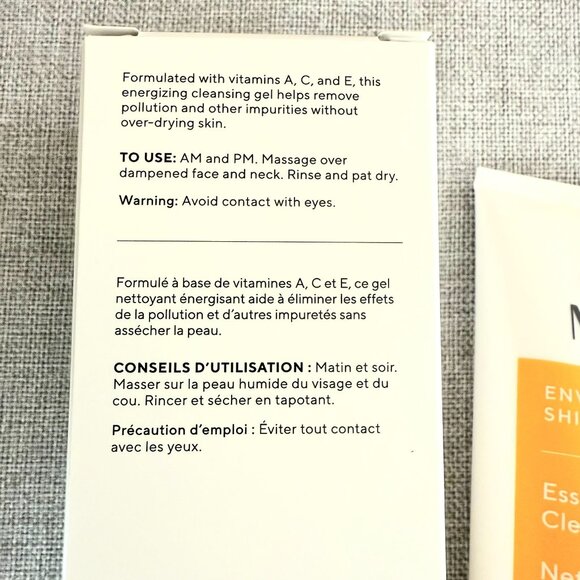 Formulated with vitamins A, C, and E, this
energizing cleansing gel helps remove
pollution and other impurities without
over-drying skin.
TO USE: AM and PM. Massage over
dampened face and neck. Rinse and pat dry.
Warning: Avoid contact with eyes.
Formulé à base de vitamines A, C et E, ce gel
nettoyant énergisant aide à éliminer les effets
de la pollution et d'autres impuretés sans
assécher la peau.
CONSEILS D'UTILISATION : Matin et soir.
Masser sur la peau humide du visage et du
cou. Rincer et sécher en tapotant.
Précaution d'emploi : Éviter tout contact
avec les yeux.